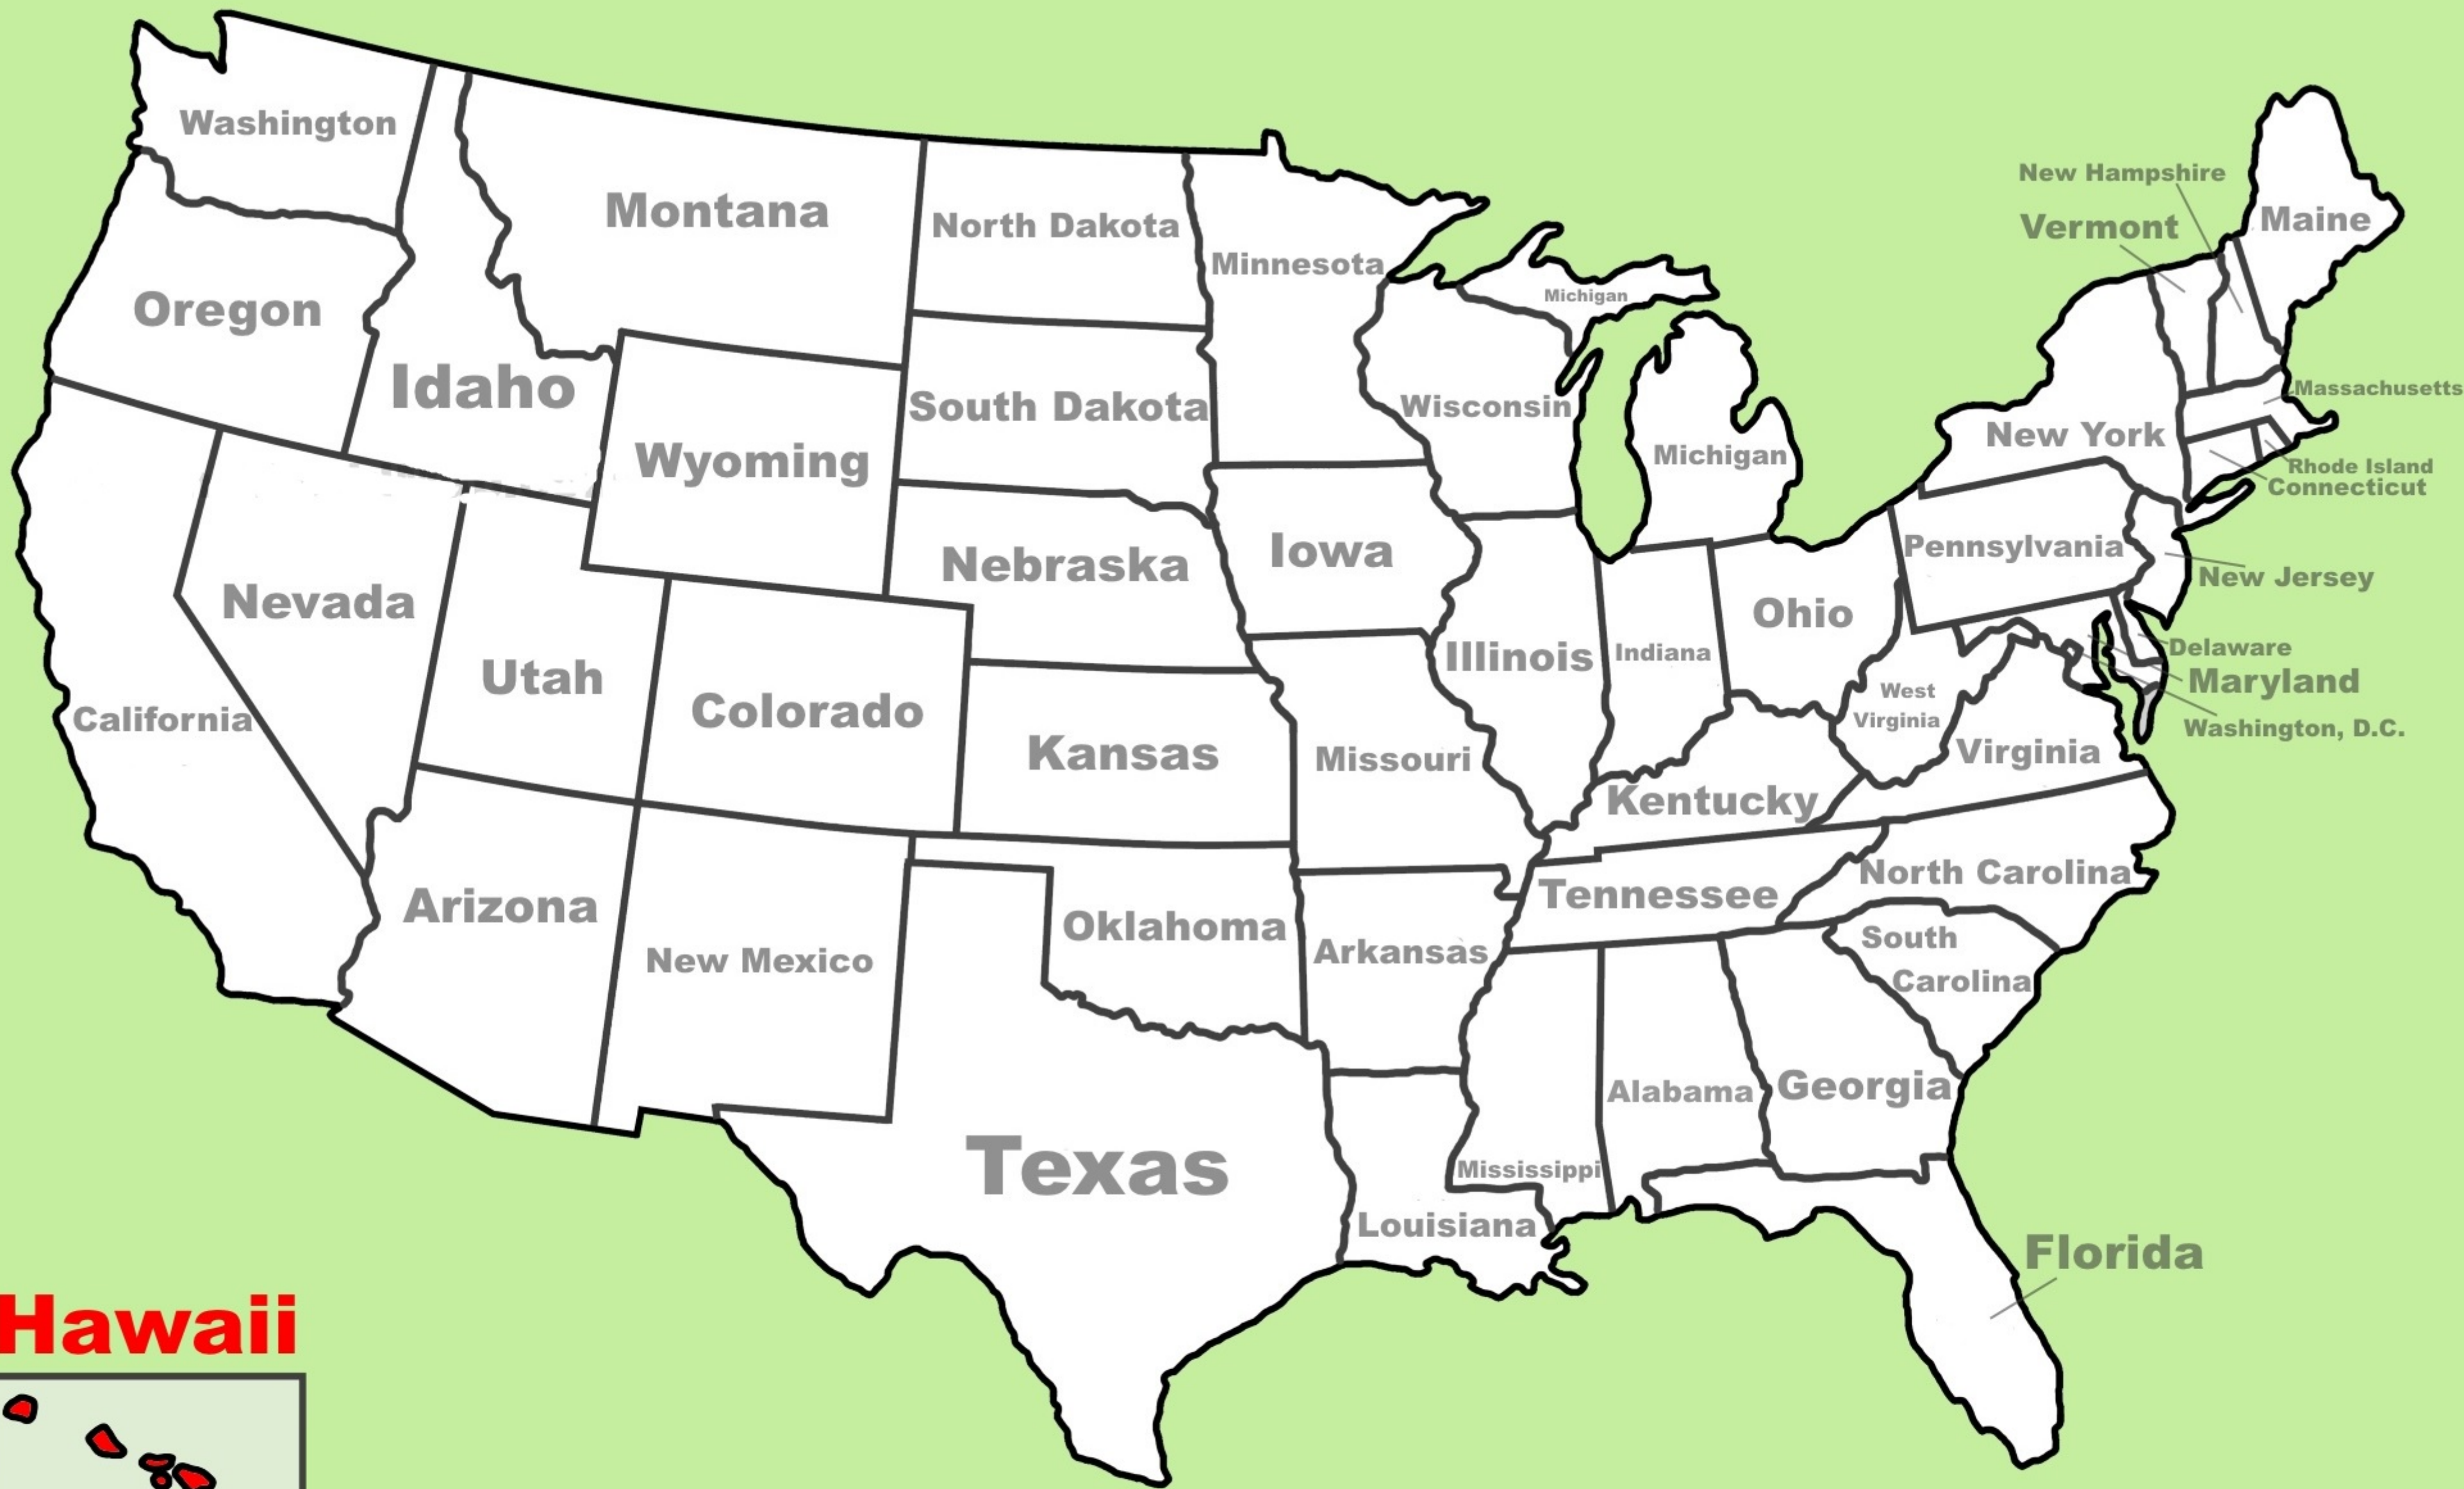 Washington
Montana
North Dakota
Minnesota
New Hampshire
Vermont
Maine
Oregon
Idaho
Michigan
South Dakota
Wisconsin
Wyoming
Michigan
Massachusetts
New York
Rhode Island
Connecticut
Nebraska
Iowa
Pennsylvania
New Jersey
Nevada
Ohio
Utah
Illinois
Indiana
Delaware
Maryland
West
Virginia
Washington, D.C.
California
Colorado
Kansas
Missouri
Virginia
Kentucky
Arizona
New Mexico
Oklahoma
Arkansas
Tennessee
North Carolina
South
Carolina
Alabama
Georgia
Texas
Mississippi
Louisiana
Florida
Hawaii